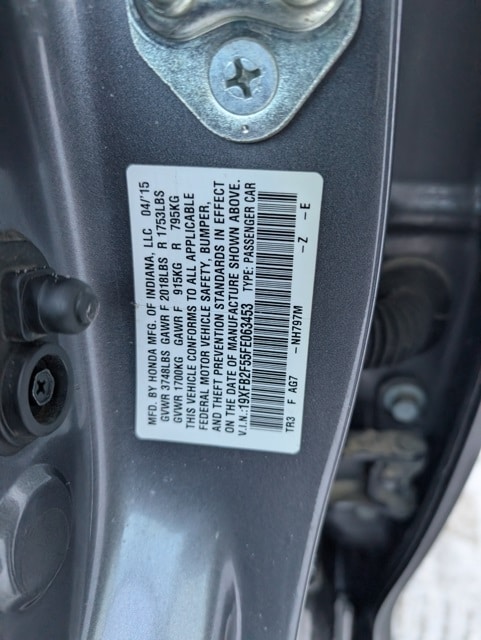 MFD. BY HONDA MFG. OF INDIANA, LLC 04/'15
GVWR 3748LBS GAWR F 2018LBS R 1753LBS
GVWR 1700KG GAWR F 915KG R 795KG
THIS VEHICLE CONFORMS TO ALL APPLICABLE
FEDERAL MOTOR VEHICLE SAFETY, BUMPER,
AND THEFT PREVENTION STANDARDS IN EFFECT
ON THE DATE OF MANUFACTURE SHOWN ABOVE.
V.I.N.:19XFB2F55FE063453 TYPE: PASSENGER CAR
TR3 F AG7 -NH797M -Z -E